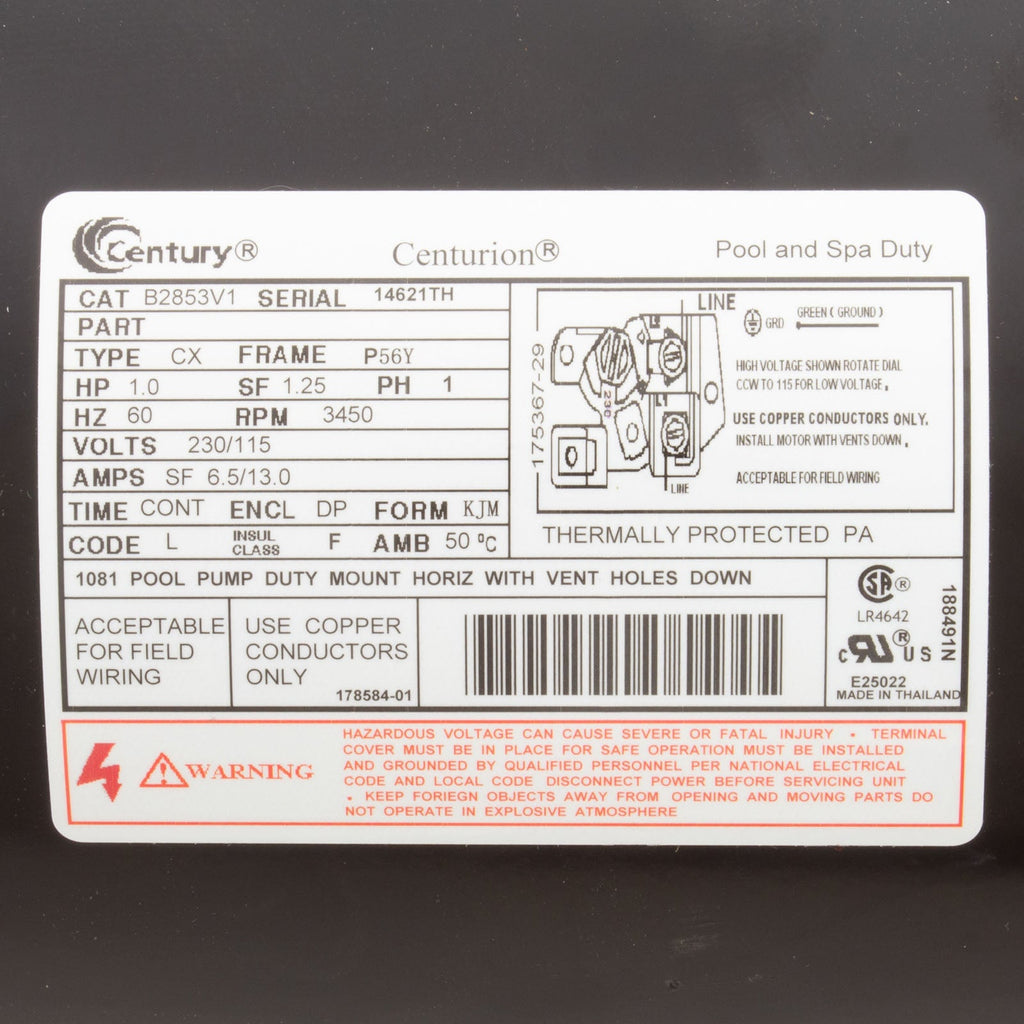 Century®
Centurion®
Pool and Spa Duty
CAT B2853V1 SERIAL 14621TH
PART
TYPE CX FRAME P56Y
HP 1.0 SF 1.25 PH 1
HZ 60 RPM 3450
VOLTS 230/115
AMPS SF 6.5/13.0
TIME CONT ENCL DP FORM KJM
CODE L INSUL CLASS F AMB 50 °C
175367-29
LINE
L2
230
L1
LINE
GRD GREEN ( GROUND )
HIGH VOLTAGE SHOWN ROTATE DIAL
CCW TO 115 FOR LOW VOLTAGE.
USE COPPER CONDUCTORS ONLY.
INSTALL MOTOR WITH VENTS DOWN.
ACCEPTABLE FOR FIELD WIRING
THERMALLY PROTECTED PA
1081 POOL PUMP DUTY MOUNT HORIZ WITH VENT HOLES DOWN
ACCEPTABLE
FOR FIELD
WIRING
USE COPPER
CONDUCTORS
ONLY
178584-01
SA ®
LR4642
188491N
c RU ® US
E25022
MADE IN THAILAND
WARNING
HAZARDOUS VOLTAGE CAN CAUSE SEVERE OR FATAL INJURY • TERMINAL
COVER MUST BE IN PLACE FOR SAFE OPERATION MUST BE INSTALLED
AND GROUNDED BY QUALIFIED PERSONNEL PER NATIONAL ELECTRICAL
CODE AND LOCAL CODE DISCONNECT POWER BEFORE SERVICING UNIT
• KEEP FORIEGN OBJECTS AWAY FROM OPENING AND MOVING PARTS DO
NOT OPERATE IN EXPLOSIVE ATMOSPHERE